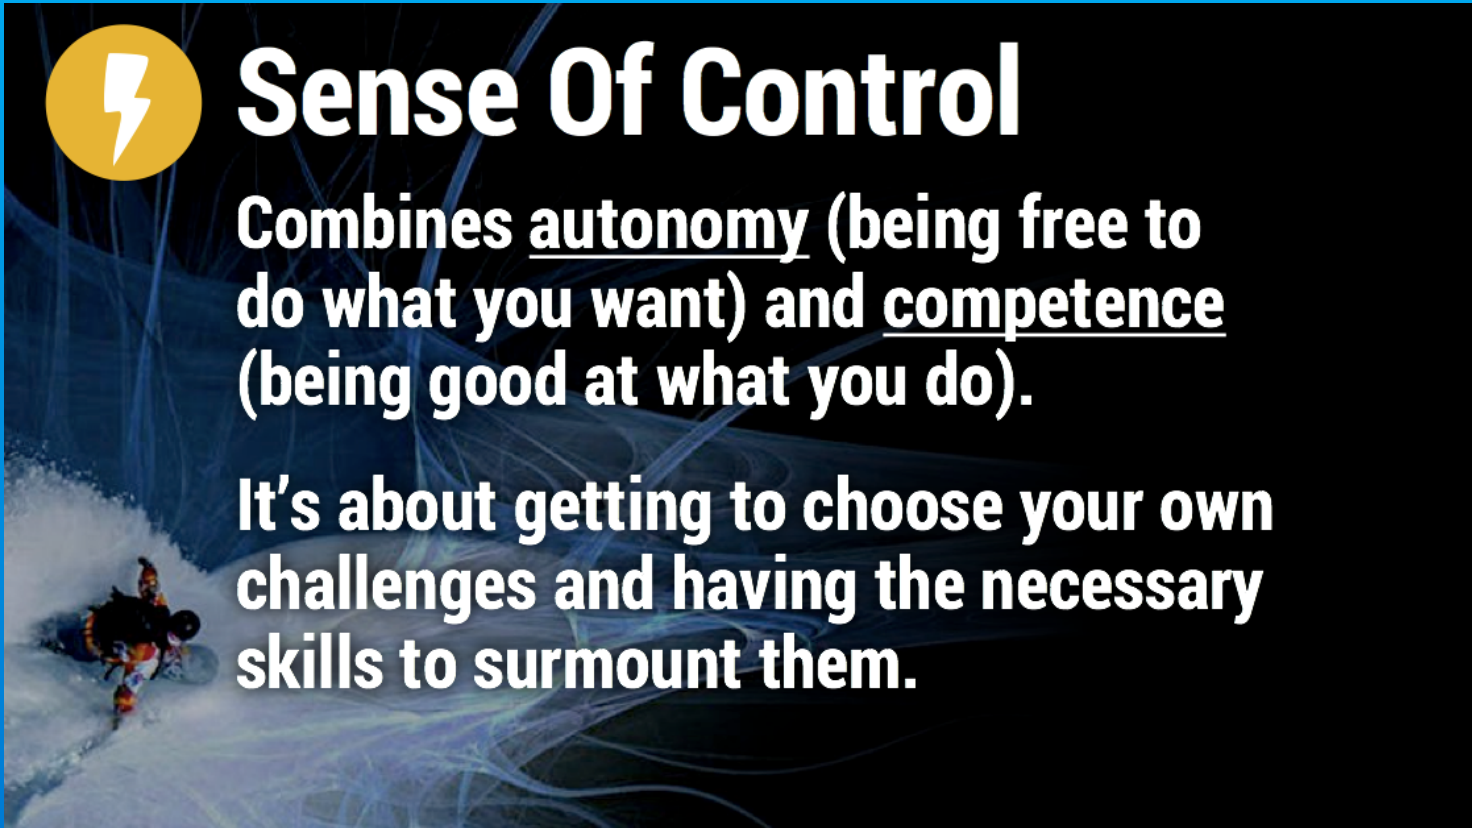 Sense Of Control
Combines autonomy (being free to
do what you want) and competence
(being good at what you do).
It’s about getting to choose your own
challenges and having the necessary
skills to surmount them.